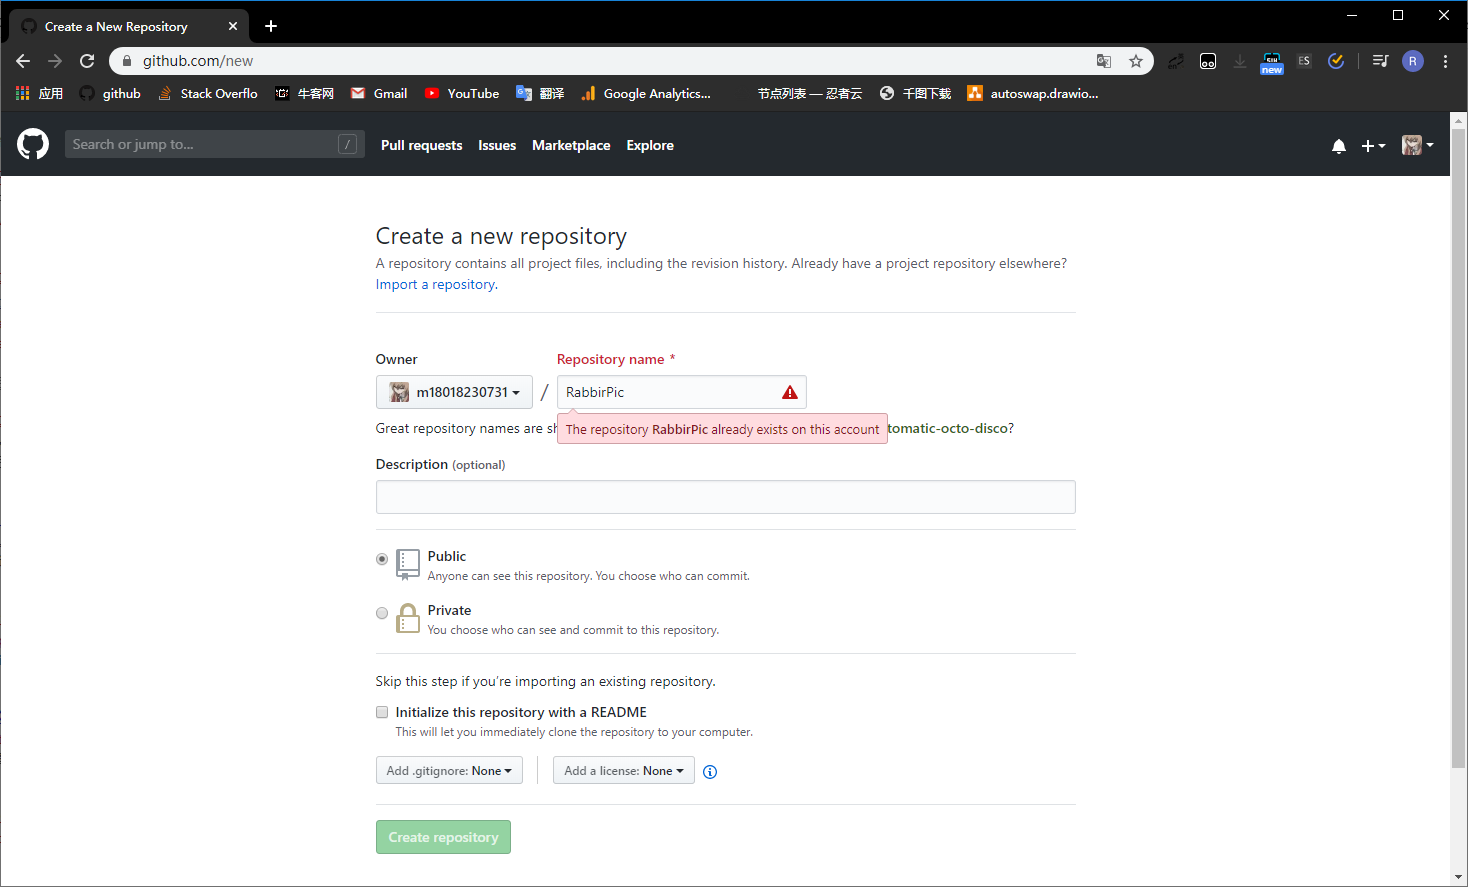 Create a New Repository
github.com/new
new
ES
R
应用
github
Stack Overflo
牛客网
Gmail
YouTube
翻译
Google Analytics...
节点列表 — 忍者云
千图下载
autoswap.drawio...
Search or jump to...
/
Pull requests
Issues
Marketplace
Explore
Create a new repository
A repository contains all project files, including the revision history. Already have a project repository elsewhere?
Import a repository.
Owner
Repository name *
m18018230731
/
RabbirPic
The repository RabbirPic already exists on this account
Great repository names are sh
tomatic-octo-disco?
Description (optional)
Public
Anyone can see this repository. You choose who can commit.
Private
You choose who can see and commit to this repository.
Skip this step if you’re importing an existing repository.
Initialize this repository with a README
This will let you immediately clone the repository to your computer.
Add .gitignore: None
Add a license: None
Create repository